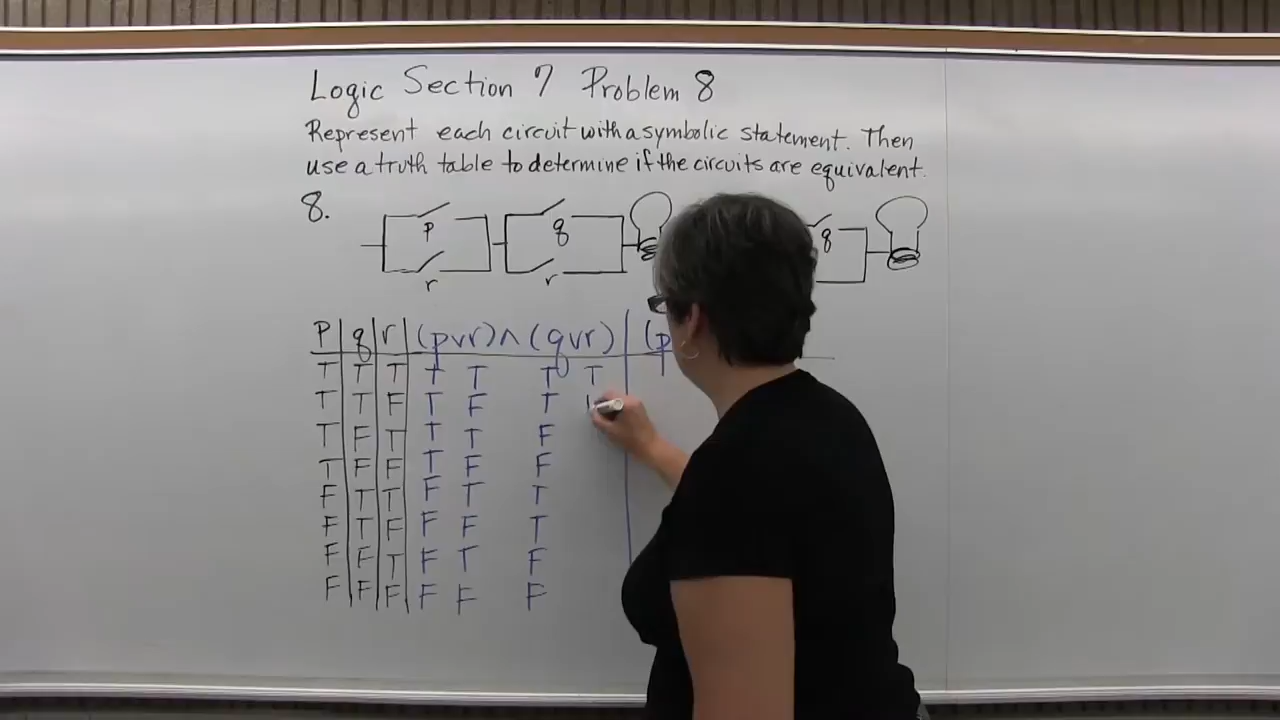 Logic Section 7 Problem 8
Represent each circuit with a symbolic statement. Then
use a truth table to determine if the circuits are equivalent.
8.
p q q
r r
p q r (p∨r)∧(q∨r) (p
T T T T T T T
T T F T F T
T F T T T F
T F F T F F
F T T F T T
F T F F F T
F F T F T F
F F F F F F